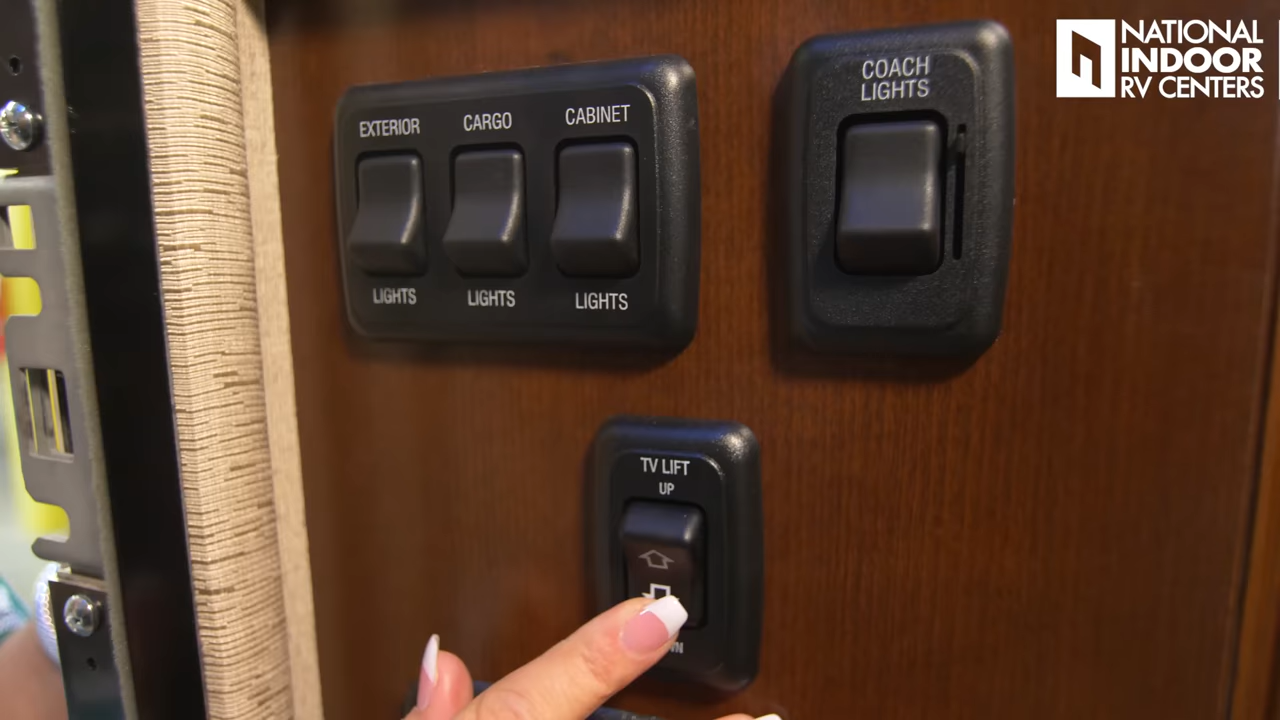 NATIONAL
INDOOR
RV CENTERS
COACH
LIGHTS
EXTERIOR CARGO CABINET
LIGHTS LIGHTS LIGHTS
TV LIFT
UP